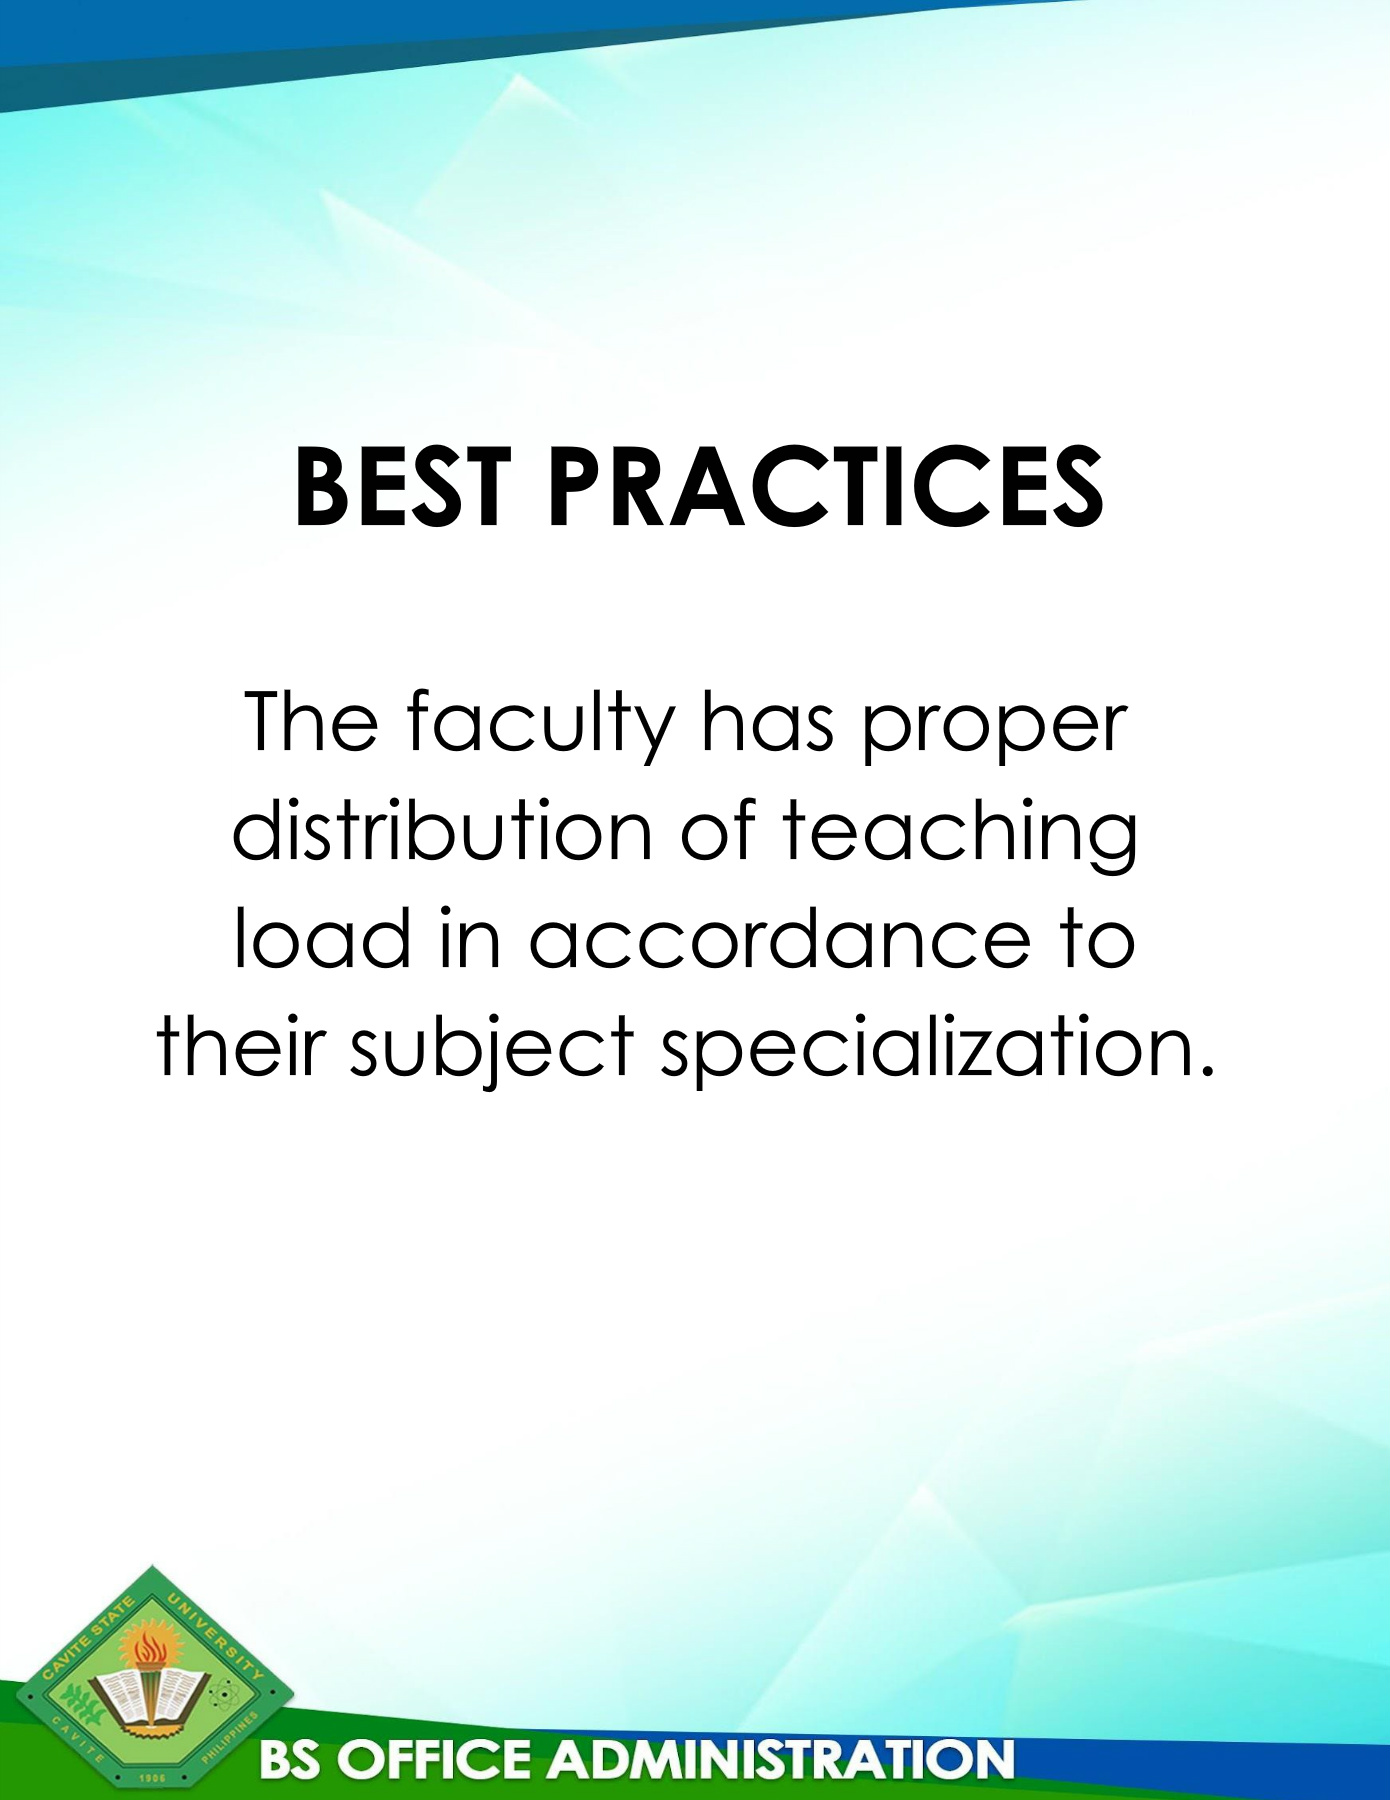 BEST PRACTICES
The faculty has proper
distribution of teaching
load in accordance to
their subject specialization.
CAVITE STATE UNIVERSITY
CAVITE
PHILIPPINES
1906
BS OFFICE ADMINISTRATION